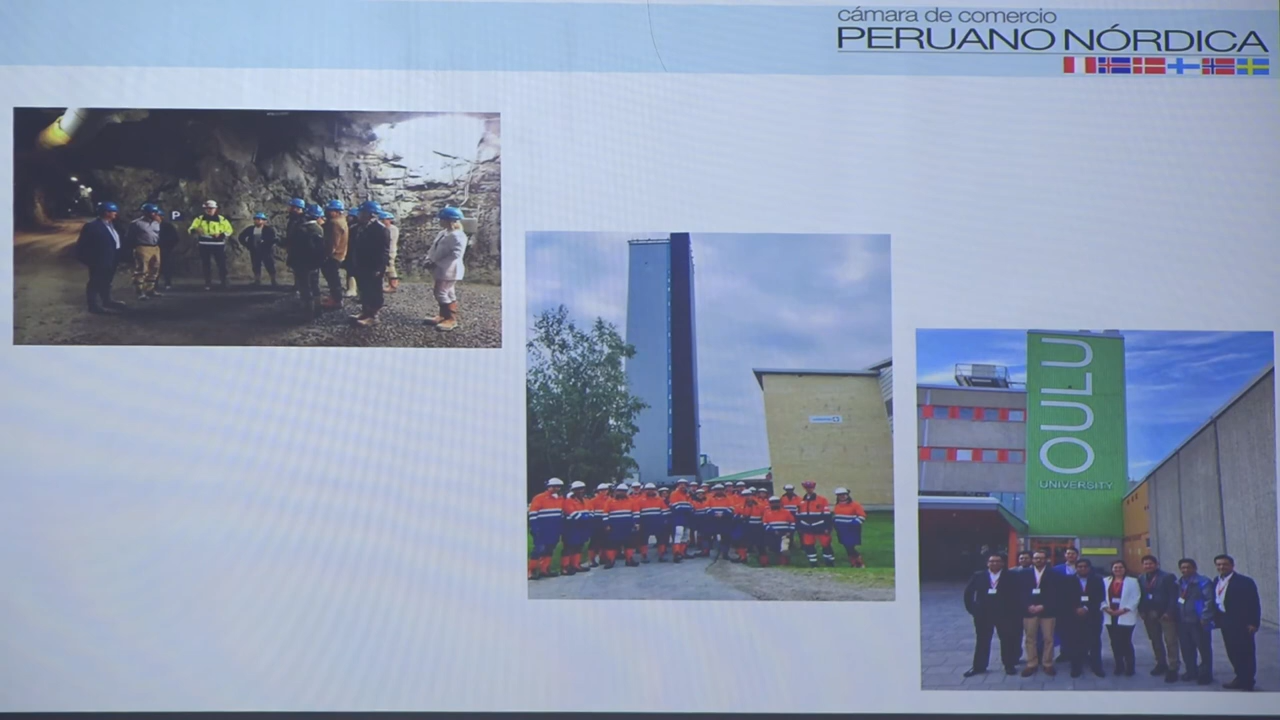 cámara de comercio
PERUANO NÓRDICA
P
OULU
UNIVERSITY